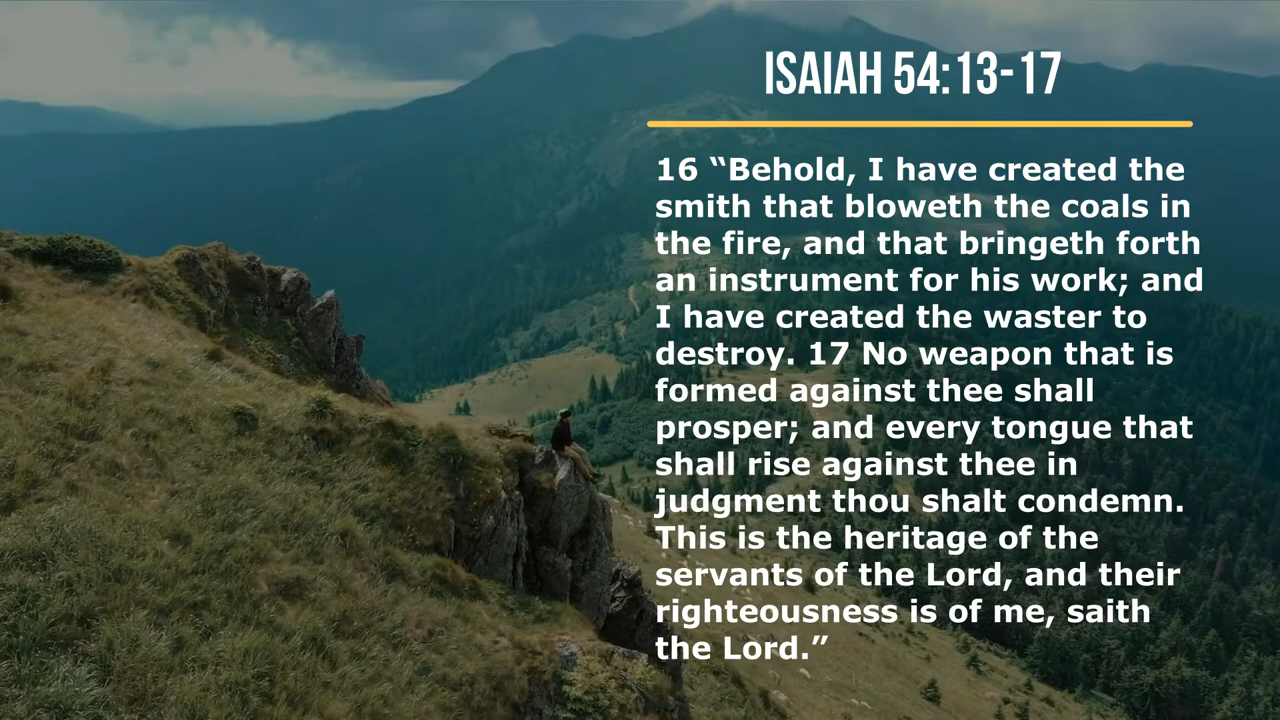 ISAIAH 54:13-17
16 “Behold, I have created the
smith that bloweth the coals in
the fire, and that bringeth forth
an instrument for his work; and
I have created the waster to
destroy. 17 No weapon that is
formed against thee shall
prosper; and every tongue that
shall rise against thee in
judgment thou shalt condemn.
This is the heritage of the
servants of the Lord, and their
righteousness is of me, saith
the Lord.”